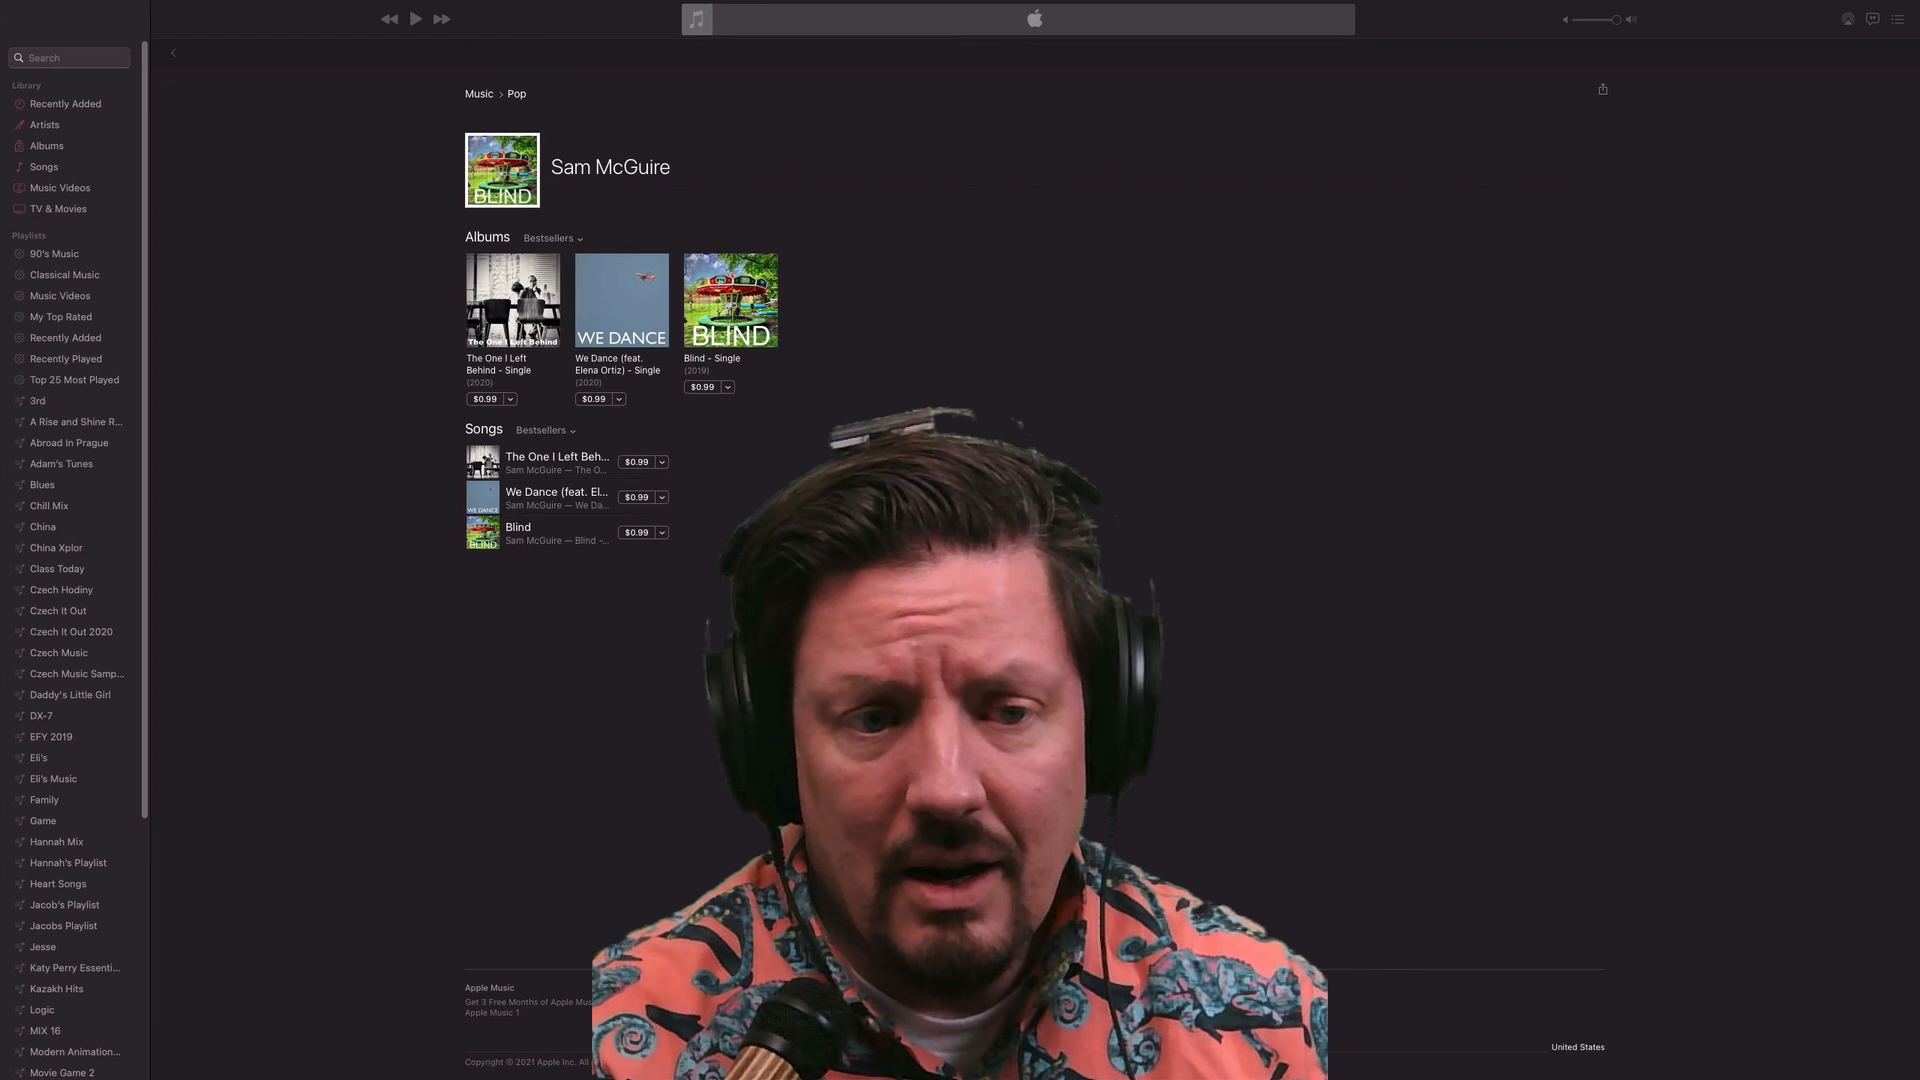 Search
Library
Recently Added
Artists
Albums
Songs
Music Videos
TV & Movies
Playlists
90's Music
Classical Music
Music Videos
My Top Rated
Recently Added
Recently Played
Top 25 Most Played
3rd
A Rise and Shine R...
Abroad In Prague
Adam's Tunes
Blues
Chill Mix
China
China Xplor
Class Today
Czech Hodiny
Czech It Out
Czech It Out 2020
Czech Music
Czech Music Samp...
Daddy's Little Girl
DX-7
EFY 2019
Eli's
Eli's Music
Family
Game
Hannah Mix
Hannah's Playlist
Heart Songs
Jacob's Playlist
Jacobs Playlist
Jesse
Katy Perry Essenti...
Kazakh Hits
Logic
MIX 16
Modern Animation...
Movie Game 2
Music > Pop
BLIND
Sam McGuire
Albums Bestsellers
The One I Left Behind
WE DANCE
BLIND
The One I Left
Behind - Single
(2020)
$0.99
We Dance (feat.
Elena Ortiz) - Single
(2020)
$0.99
Blind - Single
(2019)
$0.99
Songs Bestsellers
The One I Left Beh...
Sam McGuire — The O...
$0.99
WE DANCE
We Dance (feat. El...
Sam McGuire — We Da...
$0.99
BLIND
Blind
Sam McGuire — Blind -...
$0.99
Apple Music
Get 3 Free Months of Apple Mus
Apple Music 1
United States
Copyright © 2021 Apple Inc. All